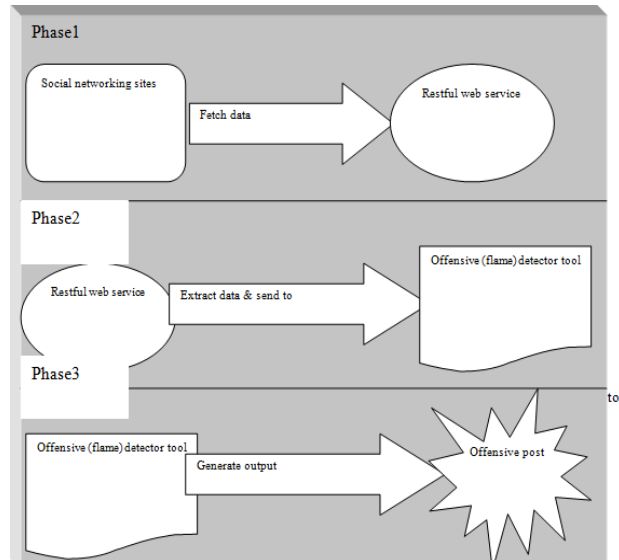 Phase1
Social networking sites
Fetch data
Restful web service
Phase2
Restful web service
Extract data & send to
Offensive (flame) detector tool
Phase3
to
Offensive (flame) detector tool
Generate output
Offensive post